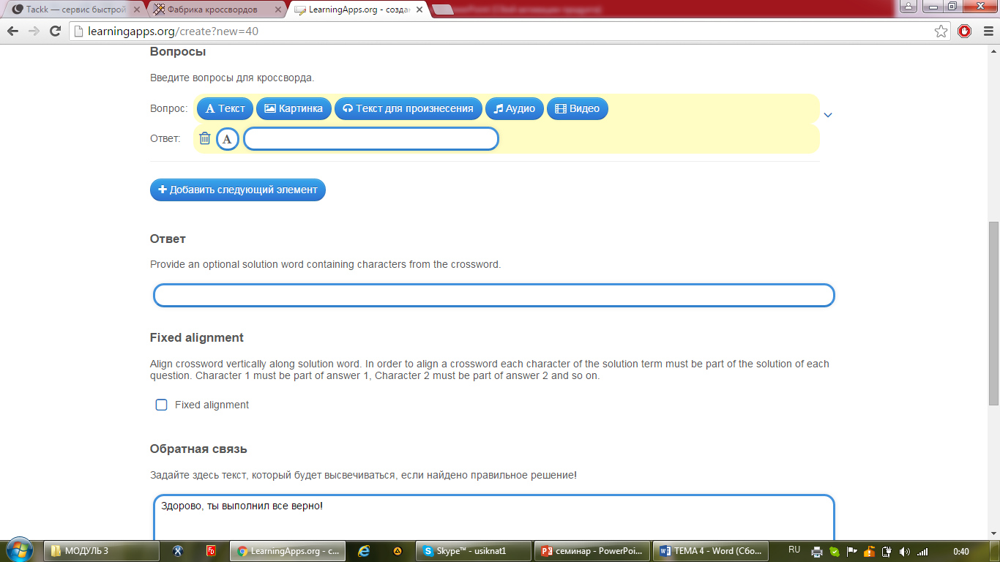 Tackk — сервис быстрой
Фабрика кроссвордов
LearningApps.org - созда
learningapps.org/create?new=40
Вопросы
Введите вопросы для кроссворда.
Вопрос: A Текст Картинка Текст для произнесения Аудио Видео
Ответ: A
Добавить следующий элемент
Ответ
Provide an optional solution word containing characters from the crossword.
Fixed alignment
Align crossword vertically along solution word. In order to align a crossword each character of the solution term must be part of the solution of each
question. Character 1 must be part of answer 1, Character 2 must be part of answer 2 and so on.
Fixed alignment
Обратная связь
Задайте здесь текст, который будет высвечиваться, если найдено правильное решение!
Здорово, ты выполнил все верно!
МОДУЛЬ 3 LearningApps.org - с... Skype™ - usiknat1 семинар - PowerPoi... ТЕМА 4 - Word (Сбо... RU 0:40